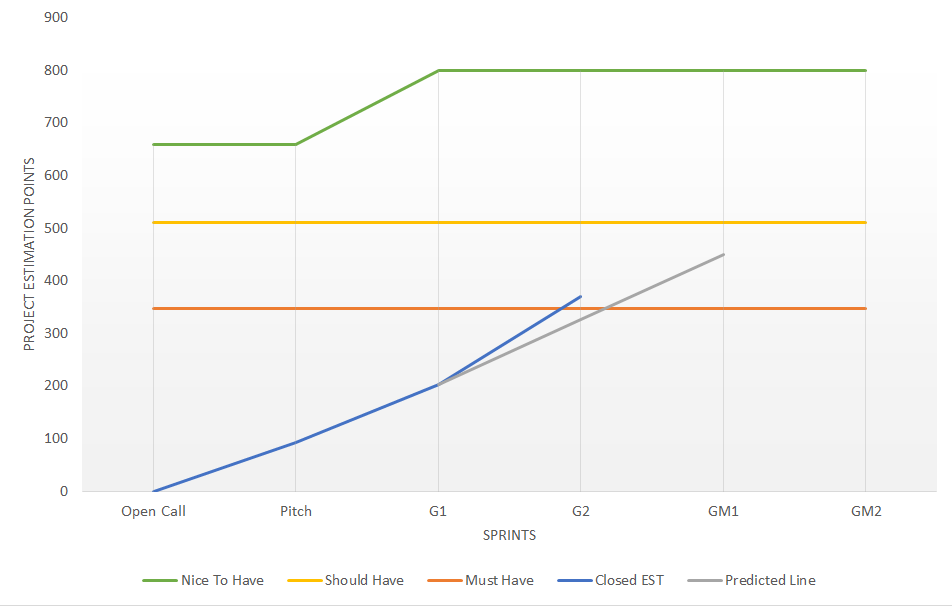 900
800
700
600
500
400
300
200
100
0
PROJECT ESTIMATION POINTS
Open Call Pitch G1 G2 GM1 GM2
SPRINTS
Nice To Have Should Have Must Have Closed EST Predicted Line